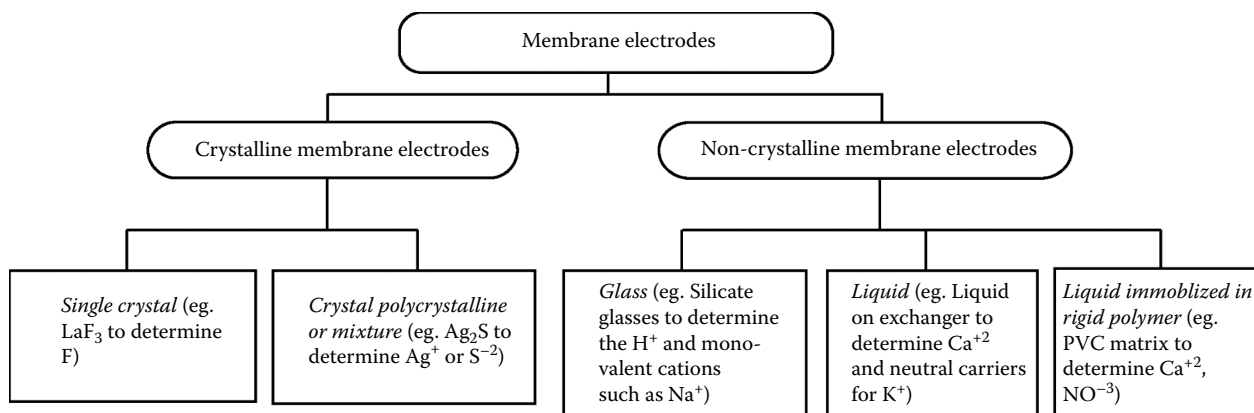 Membrane electrodes
Crystalline membrane electrodes
Non-crystalline membrane electrodes
Single crystal (eg.
LaF₃ to determine
F)
Crystal polycrystalline
or mixture (eg. Ag₂S to
determine Ag⁺ or S⁻²)
Glass (eg. Silicate
glasses to determine
the H⁺ and mono-
valent cations
such as Na⁺)
Liquid (eg. Liquid
on exchanger to
determine Ca⁺²
and neutral carriers
for K⁺)
Liquid immoblized in
rigid polymer (eg.
PVC matrix to
determine Ca⁺²,
NO⁻³)